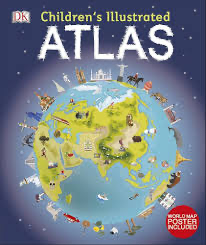 DK
Children's Illustrated
ATLAS
WORLD MAP
POSTER
INCLUDED